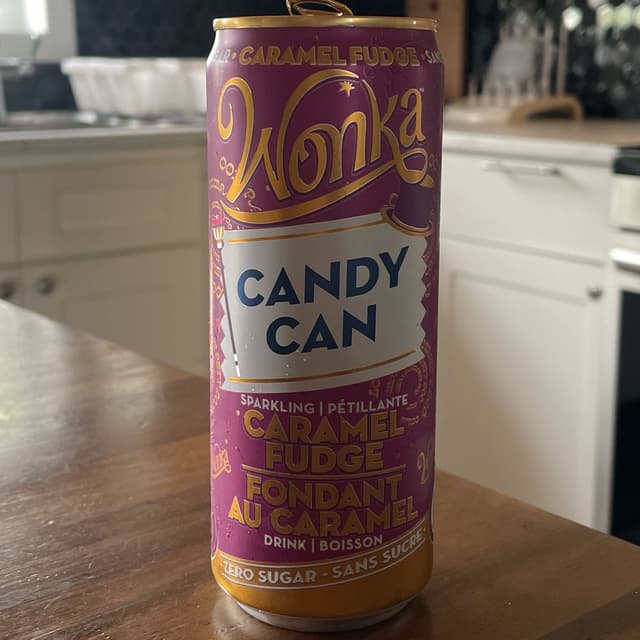 CARAMEL FUDGE
Wonka
CANDY
CAN
SPARKLING | PÉTILLANTE
CARAMEL
FUDGE
FONDANT
AU CARAMEL
DRINK | BOISSON
ZERO SUGAR - SANS SUCRE